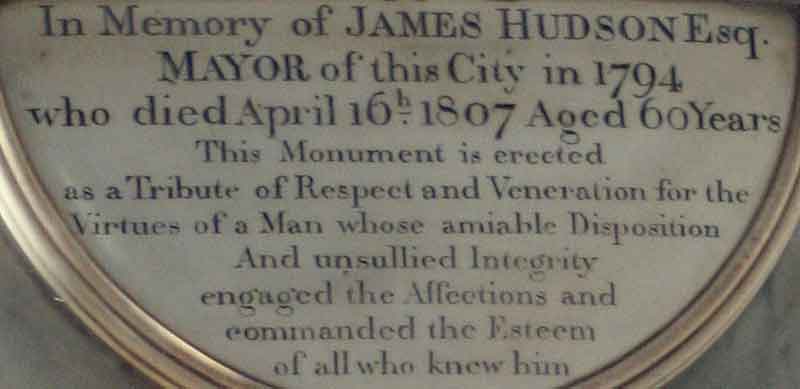 In Memory of JAMES HUDSON Esq.
MAYOR of this City in 1794
who died April 16h. 1807 Aged 60 Years
This Monument is erected
as a Tribute of Respect and Veneration for the
Virtues of a Man whose amiable Disposition
And unsullied Integrity
engaged the Affections and
commanded the Esteem
of all who knew him